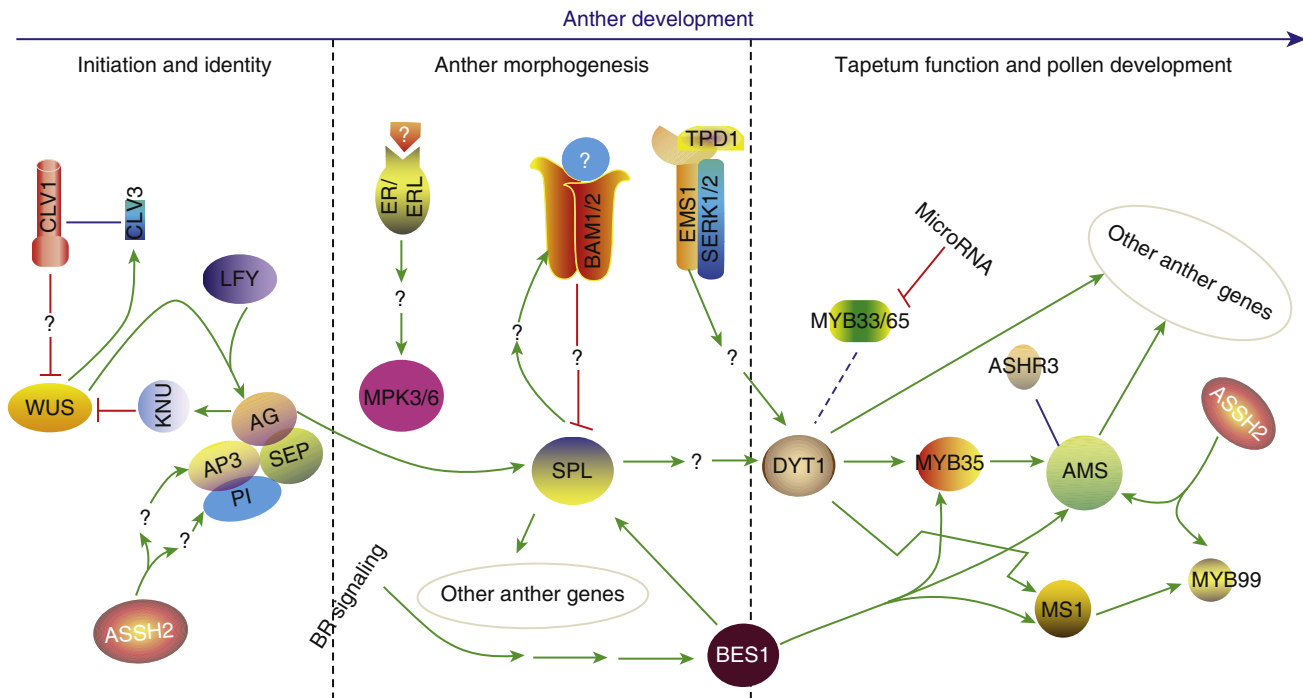 Anther development
Initiation and identity
Anther morphogenesis
Tapetum function and pollen development
CLV1
CLV3
LFY
?
WUS
KNU
AG
AP3
SEP
PI
?
?
ASSH2
?
ER/
ERL
?
MPK3/6
?
BAM1/2
?
?
SPL
?
Other anther genes
BR signaling
BES1
TPD1
EMS1
SERK1/2
?
MicroRNA
MYB33/65
DYT1
MYB35
ASHR3
AMS
Other anther
genes
ASSH2
MYB99
MS1